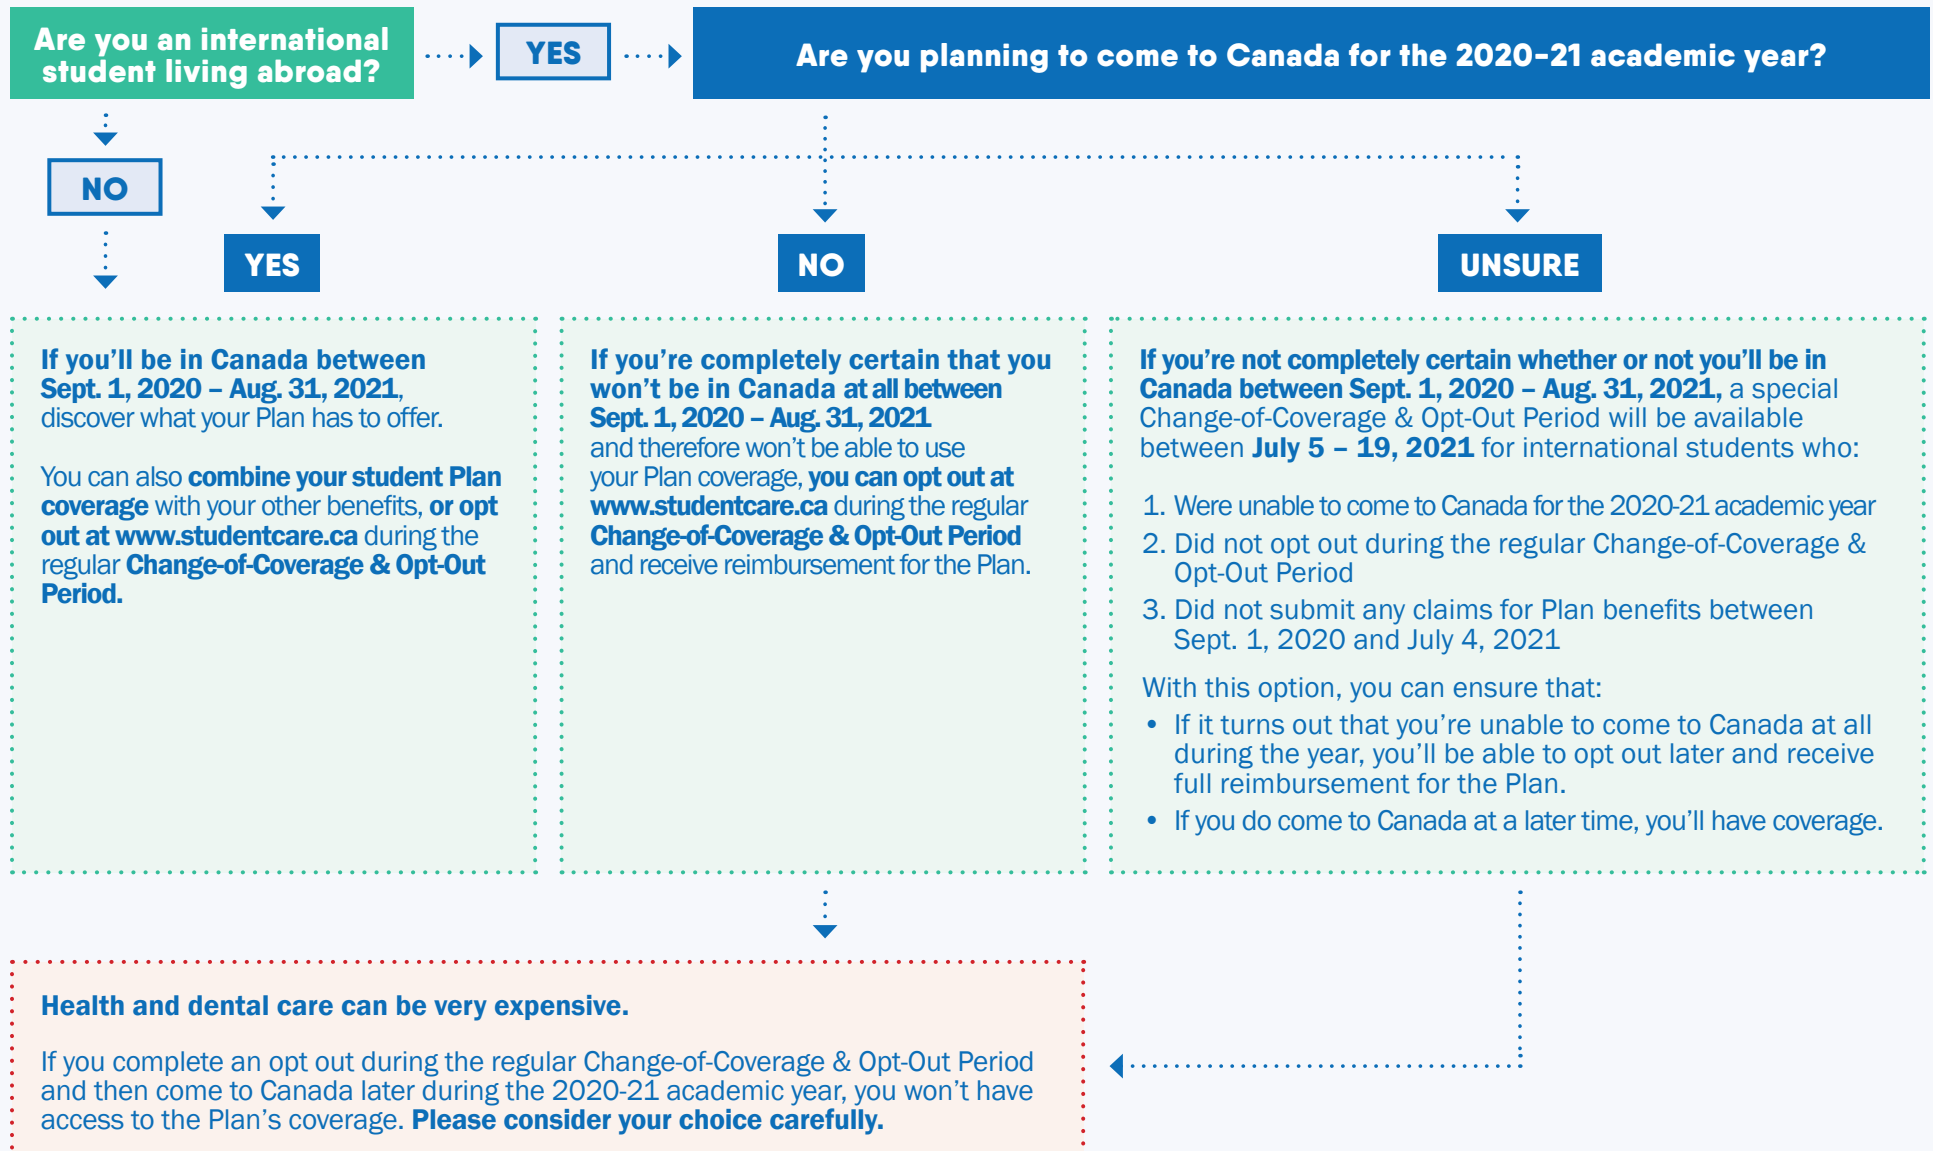 Are you an international
student living abroad?
YES
Are you planning to come to Canada for the 2020-21 academic year?
NO
YES
NO
UNSURE
If you'll be in Canada between
Sept. 1, 2020 – Aug. 31, 2021,
discover what your Plan has to offer.
You can also combine your student Plan
coverage with your other benefits, or opt
out at www.studentcare.ca during the
regular Change-of-Coverage & Opt-Out
Period.
If you're completely certain that you
won't be in Canada at all between
Sept. 1, 2020 – Aug. 31, 2021
and therefore won't be able to use
your Plan coverage, you can opt out at
www.studentcare.ca during the regular
Change-of-Coverage & Opt-Out Period
and receive reimbursement for the Plan.
If you're not completely certain whether or not you'll be in
Canada between Sept. 1, 2020 – Aug. 31, 2021, a special
Change-of-Coverage & Opt-Out Period will be available
between July 5 – 19, 2021 for international students who:
1. Were unable to come to Canada for the 2020-21 academic year
2. Did not opt out during the regular Change-of-Coverage &
Opt-Out Period
3. Did not submit any claims for Plan benefits between
Sept. 1, 2020 and July 4, 2021
With this option, you can ensure that:
• If it turns out that you're unable to come to Canada at all
during the year, you'll be able to opt out later and receive
full reimbursement for the Plan.
• If you do come to Canada at a later time, you'll have coverage.
Health and dental care can be very expensive.
If you complete an opt out during the regular Change-of-Coverage & Opt-Out Period
and then come to Canada later during the 2020-21 academic year, you won't have
access to the Plan's coverage. Please consider your choice carefully.